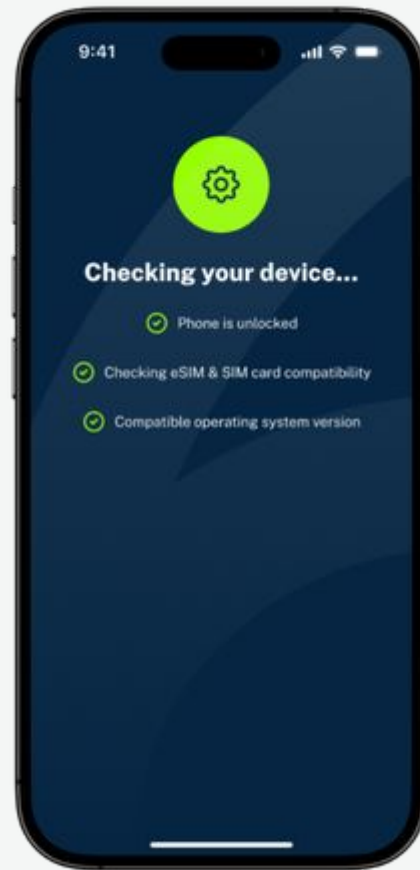 9:41
Checking your device...
Phone is unlocked
Checking eSIM & SIM card compatibility
Compatible operating system version